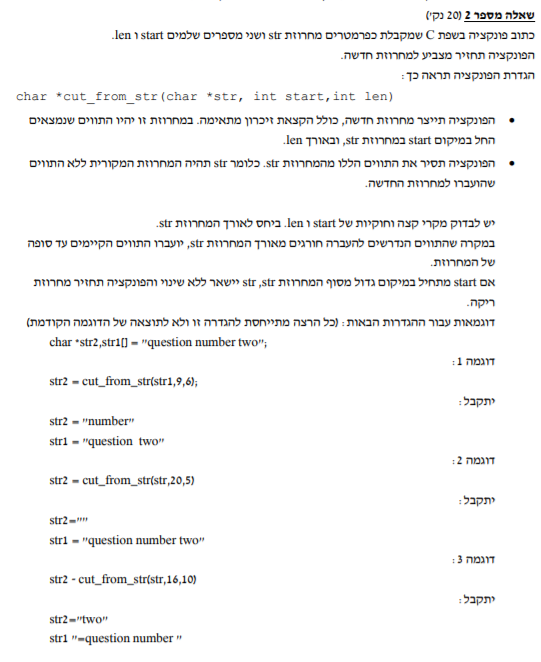 שאלה מספר 2 (20 נק')
כתוב פונקציה בשפת C שמקבלת כפרמטרים מחרוזת str ושני מספרים שלמים start ו len.
הפונקציה תחזיר מצביע למחרוזת חדשה.
הגדרת הפונקציה תראה כך :
char *cut_from_str(char *str, int start,int len)
• הפונקציה תייצר מחרוזת חדשה, כולל הקצאת זיכרון מתאימה. במחרוזת זו יהיו התווים שנמצאים
החל במיקום start במחרוזת str, ובאורך len.
• הפונקציה תסיר את התווים הללו מהמחרוזת str. כלומר str תהיה המחרוזת המקורית ללא התווים
שהועברו למחרוזת החדשה.
יש לבדוק מקרי קצה וחוקיות של start ו len. ביחס לאורך המחרוזת str.
במקרה שהתווים הנדרשים להעברה חורגים מאורך המחרוזת str, יועברו התווים הקיימים עד סופה
של המחרוזת.
אם start מתחיל במיקום גדול מסוף המחרוזת str, str יישאר ללא שינוי והפונקציה תחזיר מחרוזת
ריקה.
דוגמאות עבור ההגדרות הבאות : (כל הרצה מתייחסת להגדרה זו ולא לתוצאה של הדוגמה הקודמת)
char *str2,str1[] = "question number two";
דוגמה 1 :
str2 = cut_from_str(str1,9,6);
יתקבל :
str2 = "number"
str1 = "question  two"
דוגמה 2 :
str2 = cut_from_str(str,20,5)
יתקבל :
str2=""
str1 = "question number two"
דוגמה 3 :
str2 - cut_from_str(str,16,10)
יתקבל :
str2="two"
str1 "=question number "